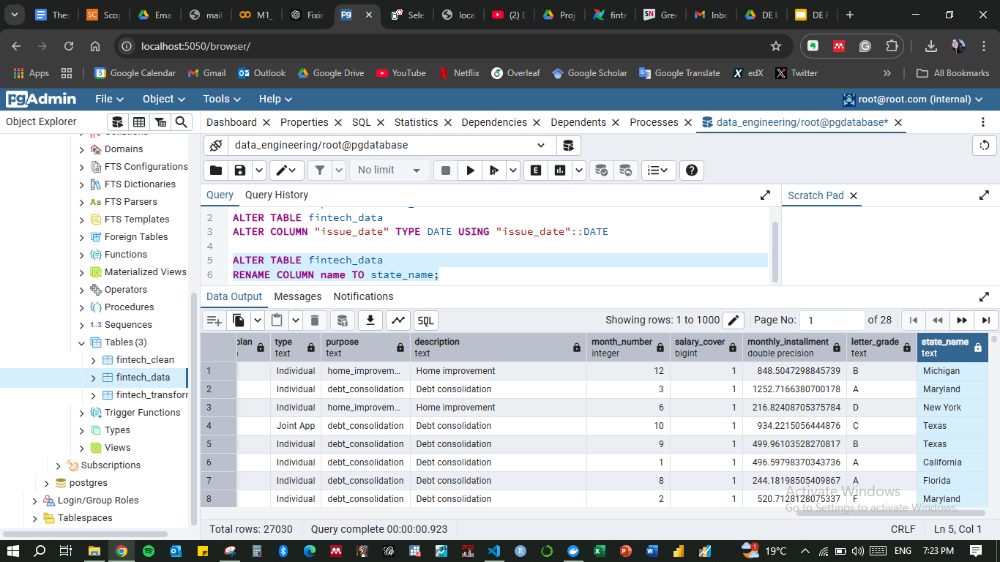 Thes
Sco
Ema
mail
M1_
Fixir
Sele
loca
(2) D
Proj
finte
Gree
Inbc
DE I
DE P
localhost:5050/browser/
Apps
Google Calendar
Gmail
Outlook
Google Drive
YouTube
Netflix
Overleaf
Google Scholar
Google Translate
edX
Twitter
All Bookmarks
pgAdmin File Object Tools Help root@root.com (internal)
Object Explorer
Dashboard Properties SQL Statistics Dependencies Dependents Processes data_engineering/root@pgdatabase*
Domains
FTS Configurations
FTS Dictionaries
Aa FTS Parsers
FTS Templates
Foreign Tables
Functions
Materialized Views
Operators
Procedures
1..3 Sequences
Tables (3)
fintech_clean
fintech_data
fintech_transforr
Trigger Functions
Types
Views
Subscriptions
postgres
Login/Group Roles
Tablespaces
data_engineering/root@pgdatabase
No limit
Query Query History
Scratch Pad
2 ALTER TABLE fintech_data
3 ALTER COLUMN "issue_date" TYPE DATE USING "issue_date"::DATE
4
5 ALTER TABLE fintech_data
6 RENAME COLUMN name TO state_name;
Data Output Messages Notifications
SQL
Showing rows: 1 to 1000 Page No: 1 of 28
plan type purpose description month_number salary_cover monthly_installment letter_grade state_name
text text text integer bigint double precision text text
1 Individual home_improvem... Home improvement 12 1 848.5047298845739 B Michigan
2 Individual debt_consolidation Debt consolidation 3 1 1252.7166380700178 A Maryland
3 Individual home_improvem... Home improvement 6 1 216.82408705375784 D New York
4 Joint App debt_consolidation Debt consolidation 10 1 934.2215056444876 C Texas
5 Individual debt_consolidation Debt consolidation 9 1 499.96103528270817 B Texas
6 Individual debt_consolidation Debt consolidation 1 1 496.59798370343736 A California
7 Individual debt_consolidation Debt consolidation 8 1 244.18198505409867 A Florida
8 Individual debt_consolidation Debt consolidation 2 1 520.7128128075337 F Maryland
Activate Windows
Go to Settings to activate Windows.
Total rows: 27030 Query complete 00:00:00.923 CRLF Ln 5, Col 1
19°C ENG 7:23 PM